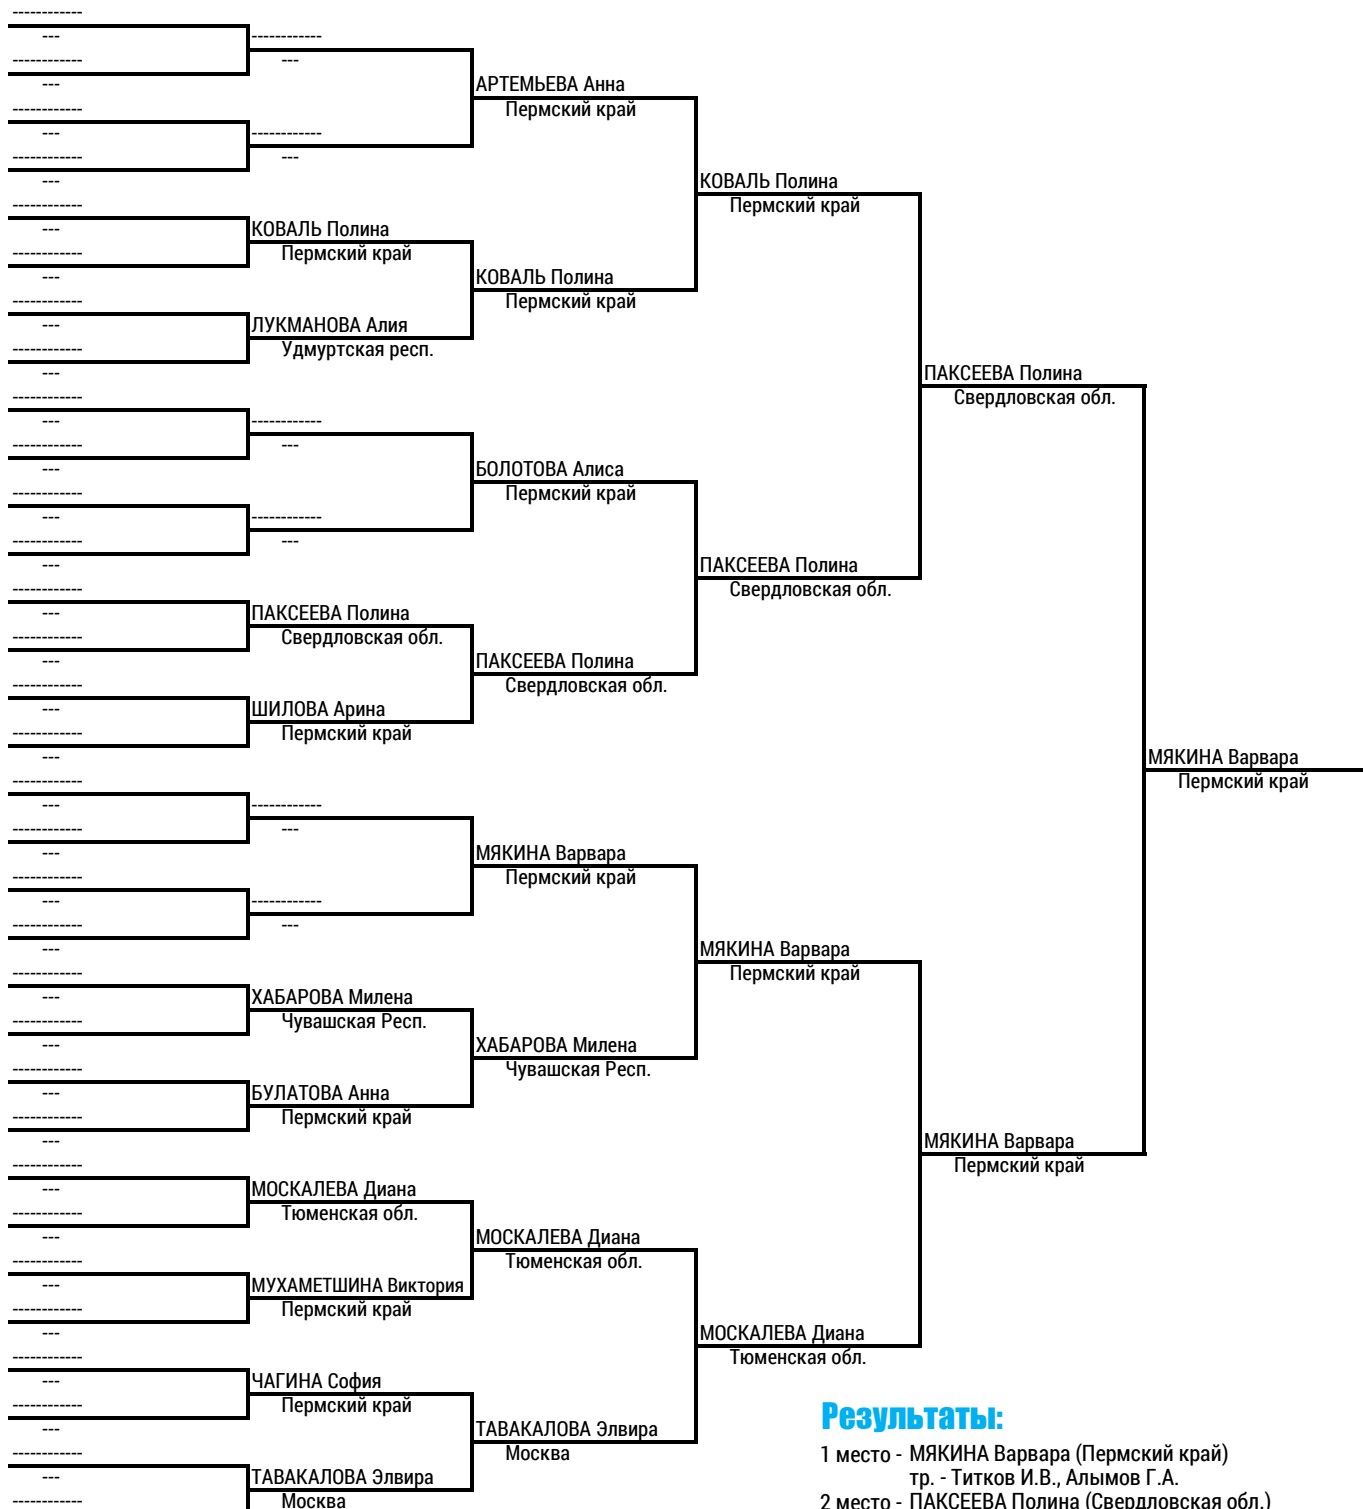 ------------
---
------------
---
------------
---
------------
---
------------
---
------------
---
------------
---
------------
---
------------
---
------------
---
------------
---
------------
---
------------
---
------------
---
------------
---
------------
---
------------
---
------------
---
------------
---
------------
---
------------
---
------------
---
------------
---
------------
---
------------
---
------------
---
------------
---
------------
---
------------
---
------------
---
------------
---
------------
------------
---
------------
---
КОВАЛЬ Полина
Пермский край
ЛУКМАНОВА Алия
Удмуртская респ.
------------
---
------------
---
ПАКСЕЕВА Полина
Свердловская обл.
ШИЛОВА Арина
Пермский край
------------
---
------------
---
ХАБАРОВА Милена
Чувашская Респ.
БУЛАТОВА Анна
Пермский край
МОСКАЛЕВА Диана
Тюменская обл.
МУХАМЕТШИНА Виктория
Пермский край
ЧАГИНА София
Пермский край
ТАВАКАЛОВА Элвира
Москва
АРТЕМЬЕВА Анна
Пермский край
КОВАЛЬ Полина
Пермский край
БОЛОТОВА Алиса
Пермский край
ПАКСЕЕВА Полина
Свердловская обл.
МЯКИНА Варвара
Пермский край
ХАБАРОВА Милена
Чувашская Респ.
МОСКАЛЕВА Диана
Тюменская обл.
ТАВАКАЛОВА Элвира
Москва
КОВАЛЬ Полина
Пермский край
ПАКСЕЕВА Полина
Свердловская обл.
МЯКИНА Варвара
Пермский край
МОСКАЛЕВА Диана
Тюменская обл.
ПАКСЕЕВА Полина
Свердловская обл.
МЯКИНА Варвара
Пермский край
МЯКИНА Варвара
Пермский край
Результаты:
1 место - МЯКИНА Варвара (Пермский край)
тр. - Титков И.В., Алымов Г.А.
2 место - ПАКСЕЕВА Полина (Свердловская обл.)